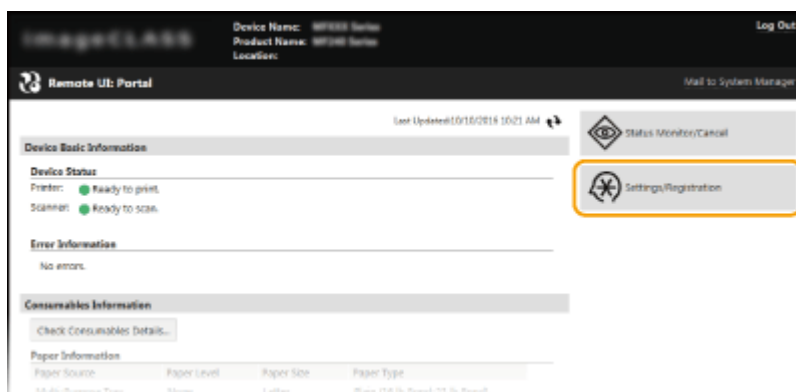 imageCLASS
Device Name:
Product Name:
Location:
Log Out
Remote UI: Portal
Mail to System Manager
Last Updated:10/10/2016 10:21 AM
Device Basic Information
Device Status
Printer: Ready to print.
Scanner: Ready to scan.
Error Information
No errors.
Consumables Information
Check Consumables Details...
Paper Information
Paper Source Paper Level Paper Size Paper Type
Status Monitor/Cancel
Settings/Registration